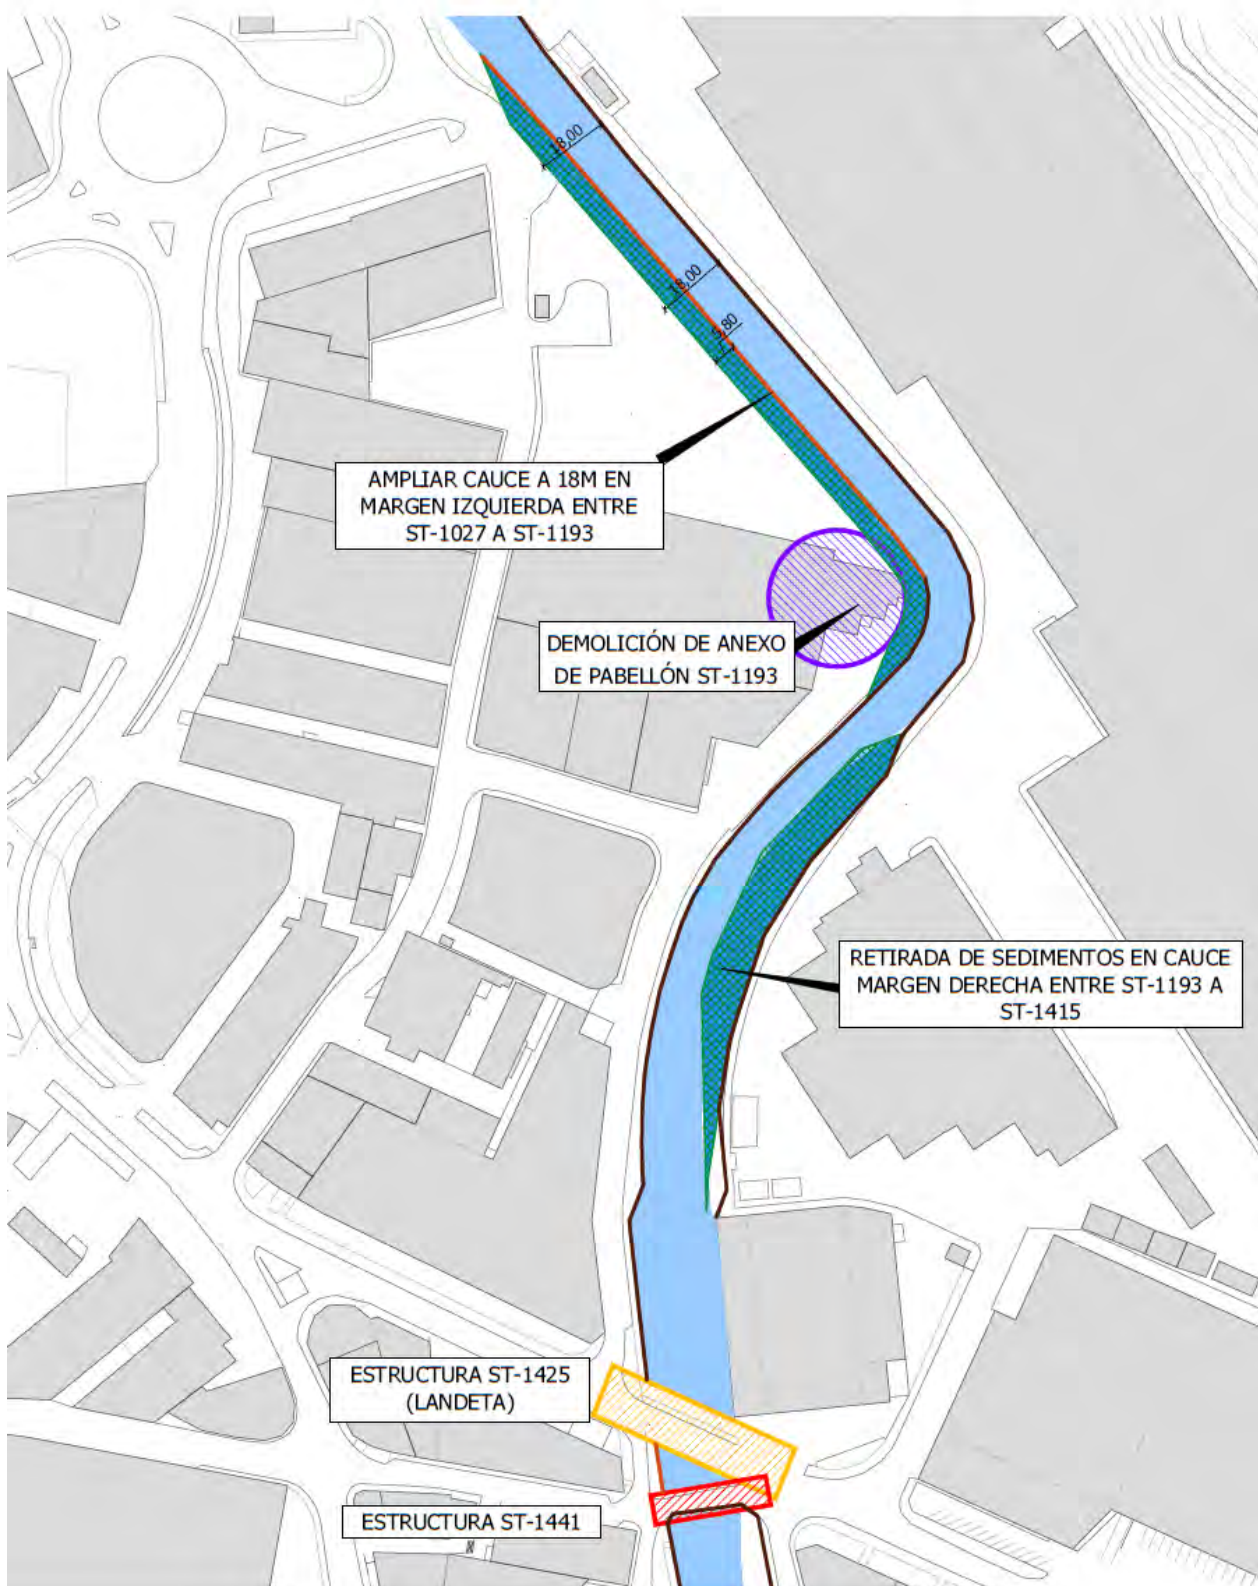 18,00
18,00
5,80
AMPLIAR CAUCE A 18M EN
MARGEN IZQUIERDA ENTRE
ST-1027 A ST-1193
DEMOLICIÓN DE ANEXO
DE PABELLÓN ST-1193
RETIRADA DE SEDIMENTOS EN CAUCE
MARGEN DERECHA ENTRE ST-1193 A
ST-1415
ESTRUCTURA ST-1425
(LANDETA)
ESTRUCTURA ST-1441